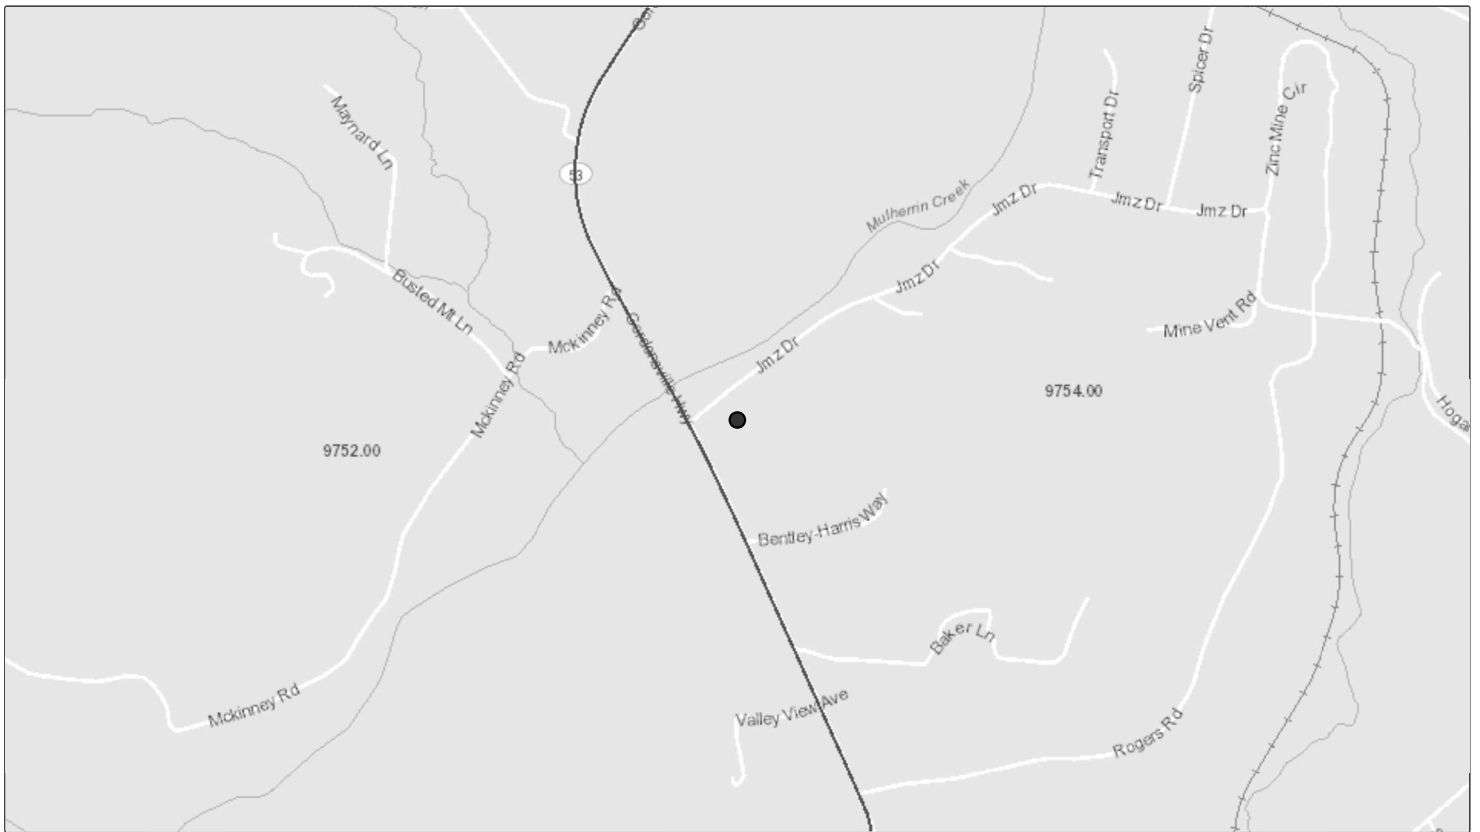 Spicer Dr
Maynard Ln
Transport Dr
Zinc Mine Cir
53
Mulherrin Creek
Jmz Dr
Jmz Dr
Jmz Dr
Jmz Dr
Busted Mt Ln
Mckinney Rd
Mine Vent Rd
Gordonsville Hwy
Jmz Dr
Mckinney Rd
9754.00
9752.00
Bentley-Harris Way
Baker Ln
Mckinney Rd
Valley View Ave
Rogers Rd